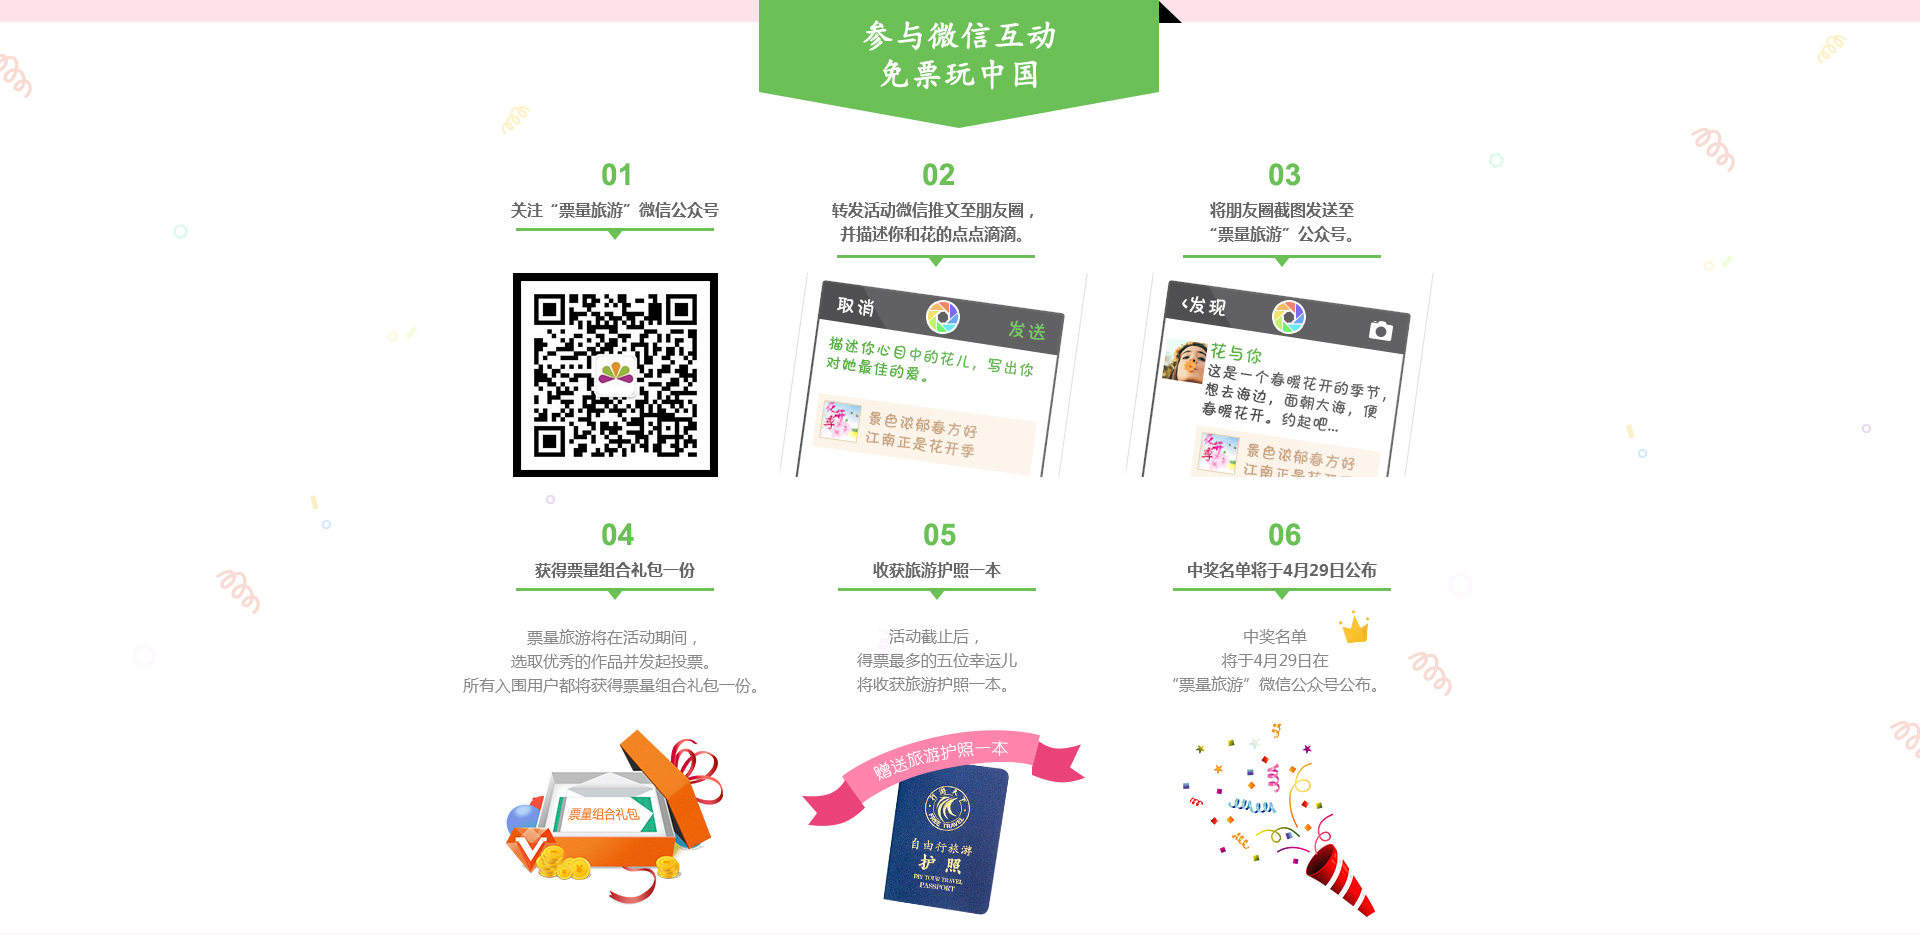 参与微信互动
免票玩中国
01
关注“票量旅游”微信公众号
02
转发活动微信推文至朋友圈，
并描述你和花的点点滴滴。
03
将朋友圈截图发送至
“票量旅游”公众号。
取消
发送
描述你心目中的花儿，写出你
对她最佳的爱。
花开季
景色浓郁春方好
江南正是花开季
‹发现
花与你
这是一个春暖花开的季节，
想去海边，面朝大海，便
春暖花开。约起吧...
花开季
景色浓郁春方好
江南正是花开季
04
获得票量组合礼包一份
票量旅游将在活动期间，
选取优秀的作品并发起投票。
所有入围用户都将获得票量组合礼包一份。
票量组合礼包
05
收获旅游护照一本
活动截止后，
得票最多的五位幸运儿
将收获旅游护照一本。
赠送旅游护照一本
FREE TRAVEL
自由行旅游
护照
DIY TOUR TRAVEL
PASSPORT
06
中奖名单将于4月29日公布
中奖名单
将于4月29日在
“票量旅游”微信公众号公布。